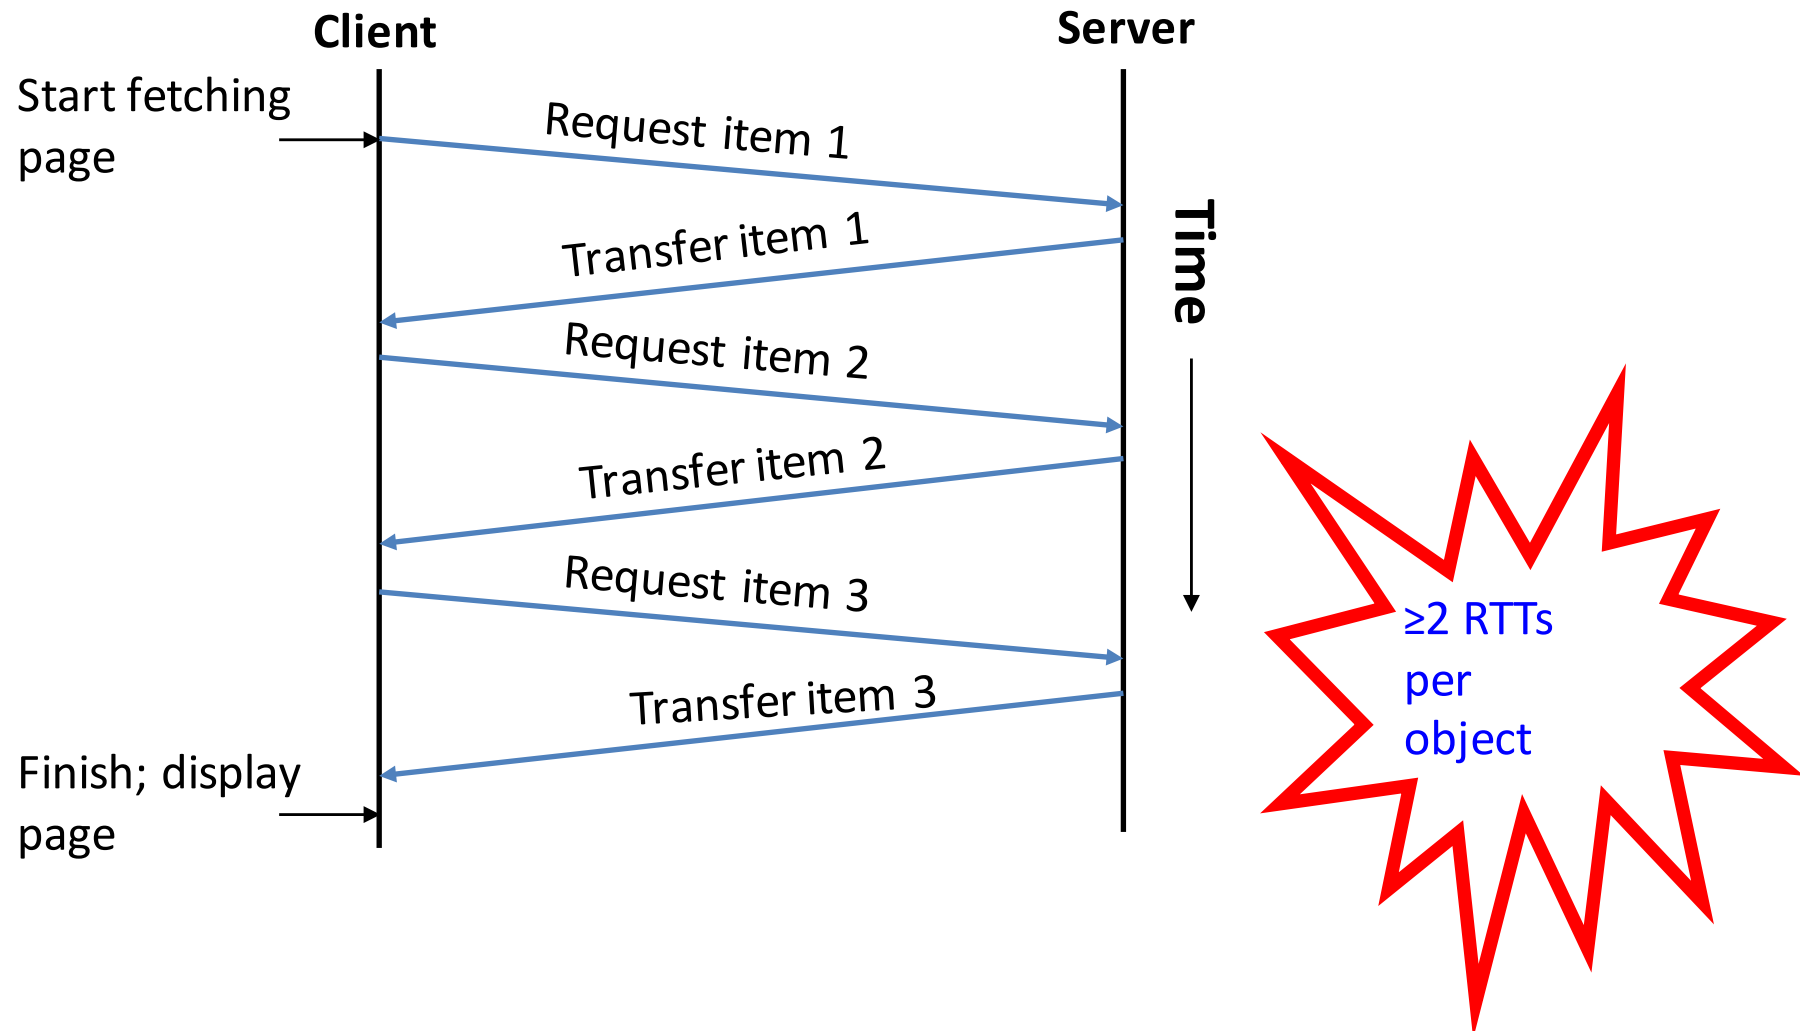 Client
Server
Start fetching
page
Request item 1
Transfer item 1
Time
Request item 2
Transfer item 2
Request item 3
≥2 RTTs
per
object
Transfer item 3
Finish; display
page